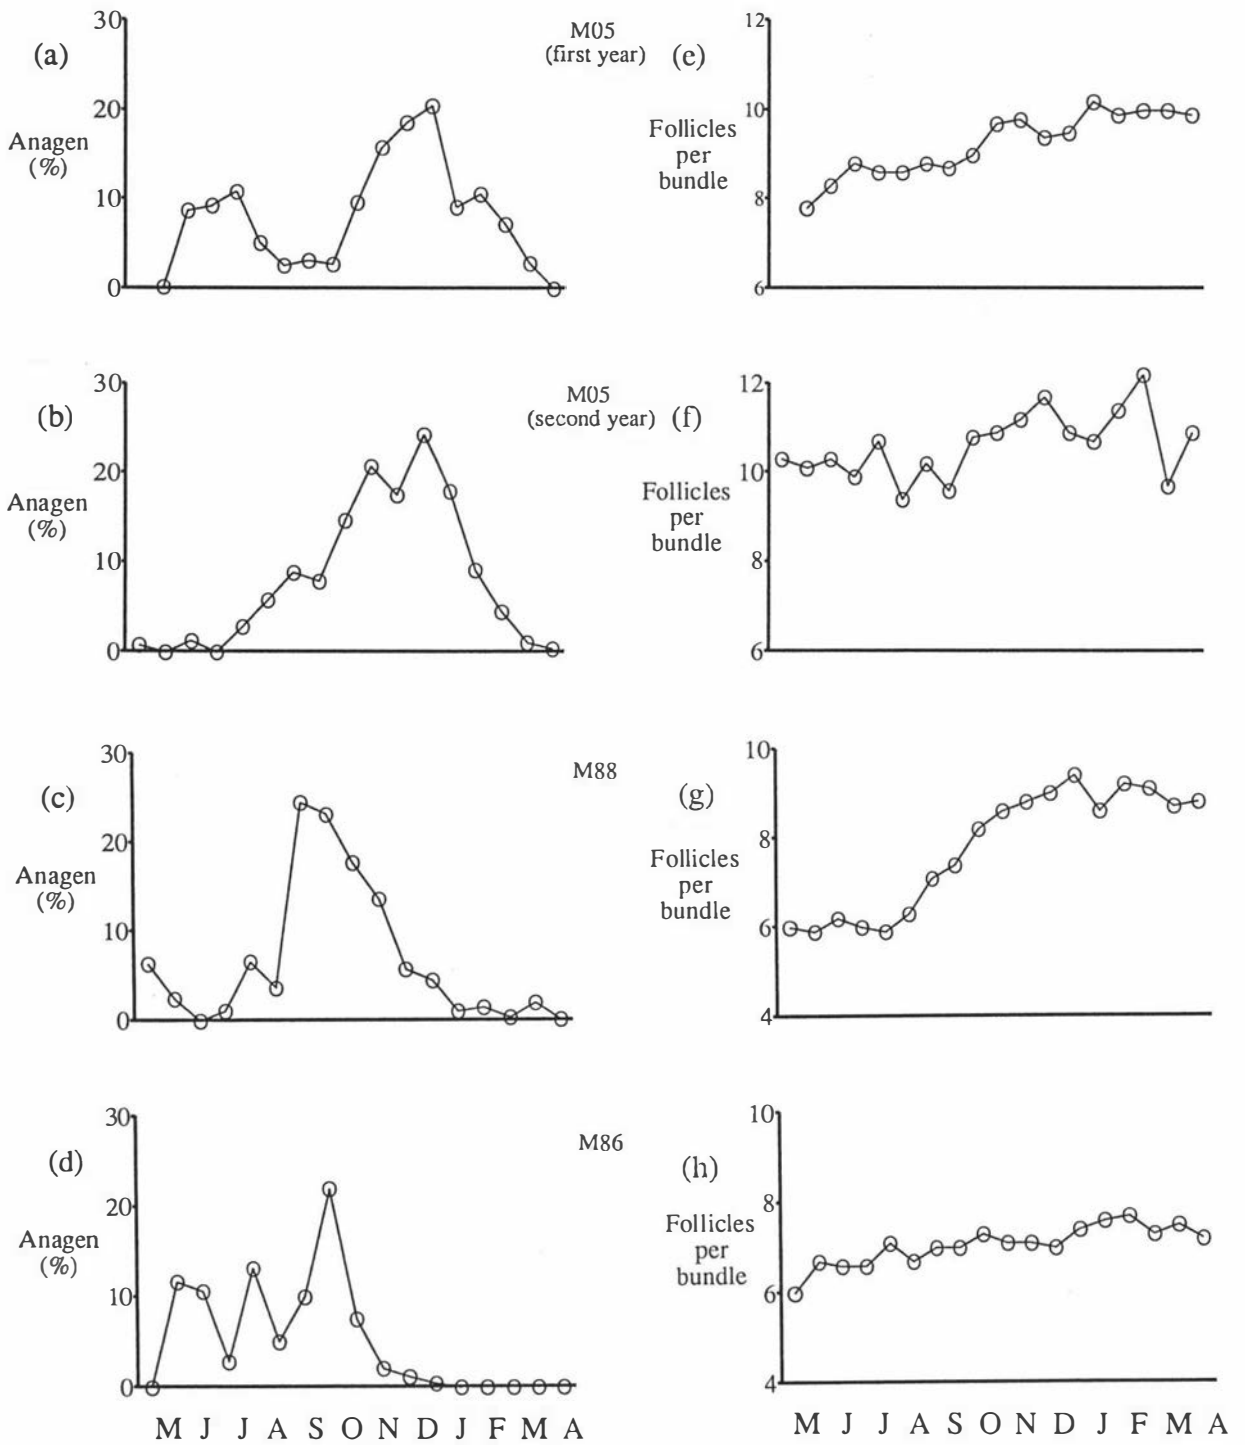 30
(a)
M05
(first year)
20
Anagen
(%)
10
0
12
(e)
10
Follicles
per
bundle
8
6
30
(b)
M05
(second year)
20
Anagen
(%)
10
0
12
(f)
10
Follicles
per
bundle
8
6
30
M88
(c)
20
Anagen
(%)
10
0
10
(g)
8
Follicles
per
bundle
6
4
30
M86
(d)
20
Anagen
(%)
10
0
M J J A S O N D J F M A
10
(h)
8
Follicles
per
bundle
6
4
M J J A S O N D J F M A